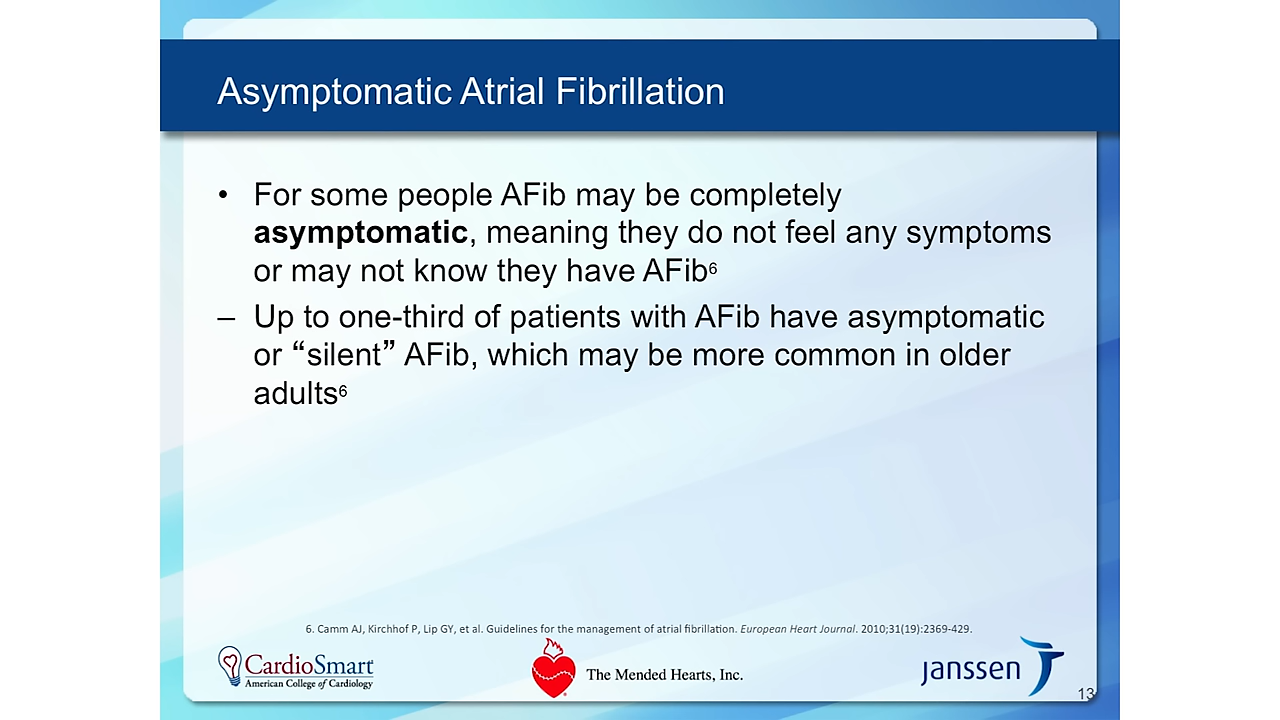 Asymptomatic Atrial Fibrillation
• For some people AFib may be completely
asymptomatic, meaning they do not feel any symptoms
or may not know they have AFib6
– Up to one-third of patients with AFib have asymptomatic
or “silent” AFib, which may be more common in older
adults6
6. Camm AJ, Kirchhof P, Lip GY, et al. Guidelines for the management of atrial fibrillation. European Heart Journal. 2010;31(19):2369-429.
CardioSmart
American College of Cardiology
The Mended Hearts, Inc.
janssen
13